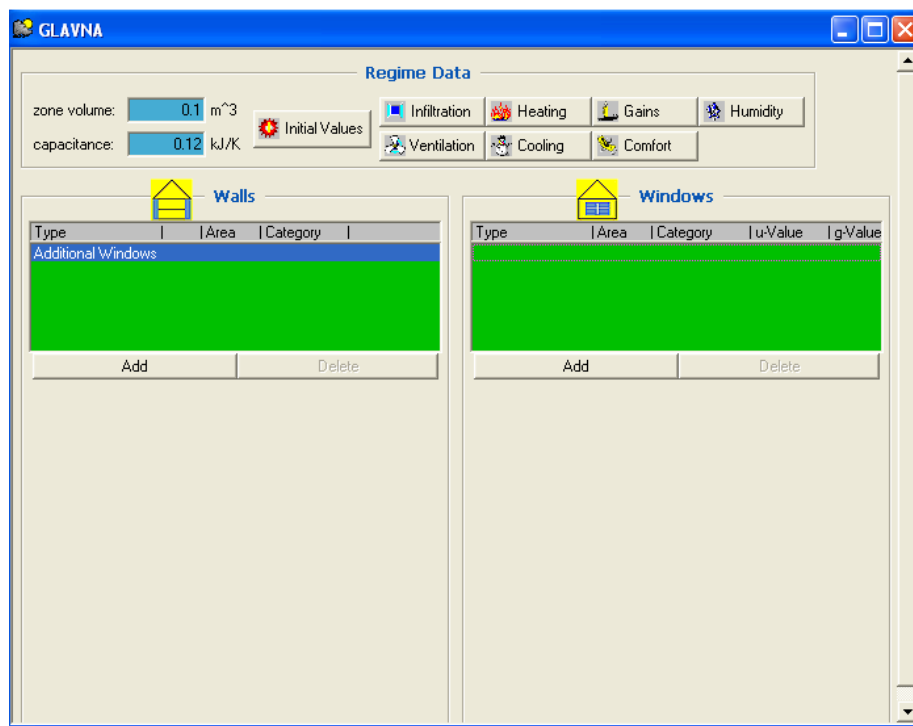 GLAVNA
Regime Data
zone volume: 0.1 m^3
capacitance: 0.12 kJ/K
Initial Values
Infiltration Heating Gains Humidity
Ventilation Cooling Comfort
Walls
Type | | Area | Category |
Additional Windows
Add Delete
Windows
Type | Area | Category | u-Value | g-Value
Add Delete